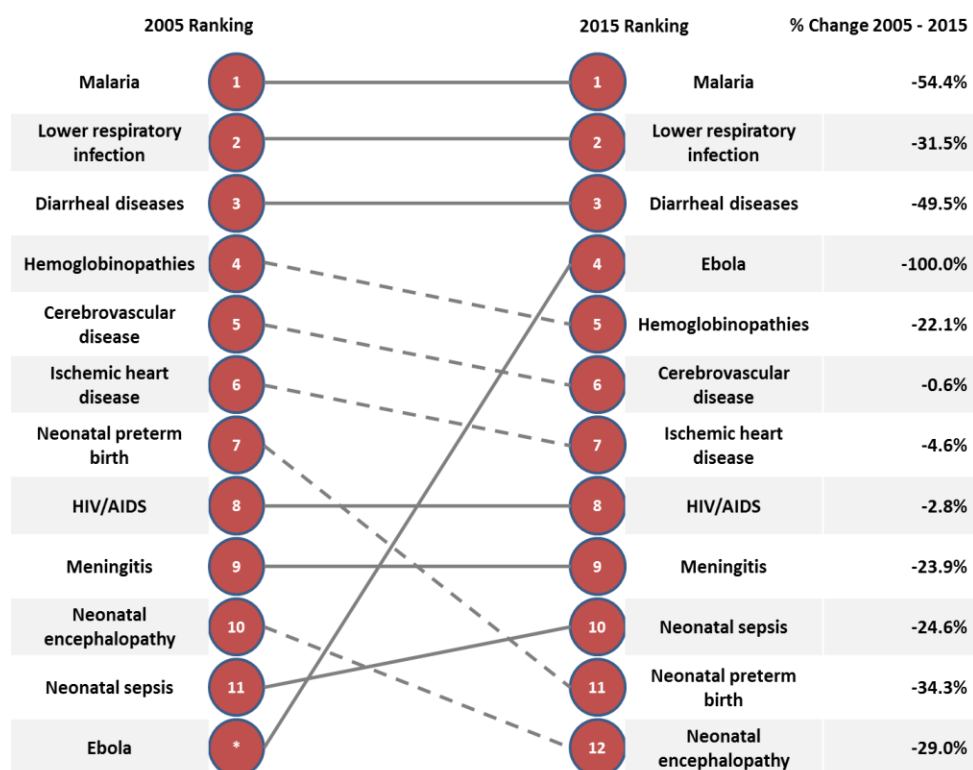 2005 Ranking 2015 Ranking % Change 2005 - 2015
Malaria 1 1 Malaria -54.4%
Lower respiratory
infection 2 2 Lower respiratory
infection -31.5%
Diarrheal diseases 3 3 Diarrheal diseases -49.5%
Hemoglobinopathies 4 4 Ebola -100.0%
Cerebrovascular
disease 5 5 Hemoglobinopathies -22.1%
Ischemic heart
disease 6 6 Cerebrovascular
disease -0.6%
Neonatal preterm
birth 7 7 Ischemic heart
disease -4.6%
HIV/AIDS 8 8 HIV/AIDS -2.8%
Meningitis 9 9 Meningitis -23.9%
Neonatal
encephalopathy 10 10 Neonatal sepsis -24.6%
Neonatal sepsis 11 11 Neonatal preterm
birth -34.3%
Ebola * 12 Neonatal
encephalopathy -29.0%